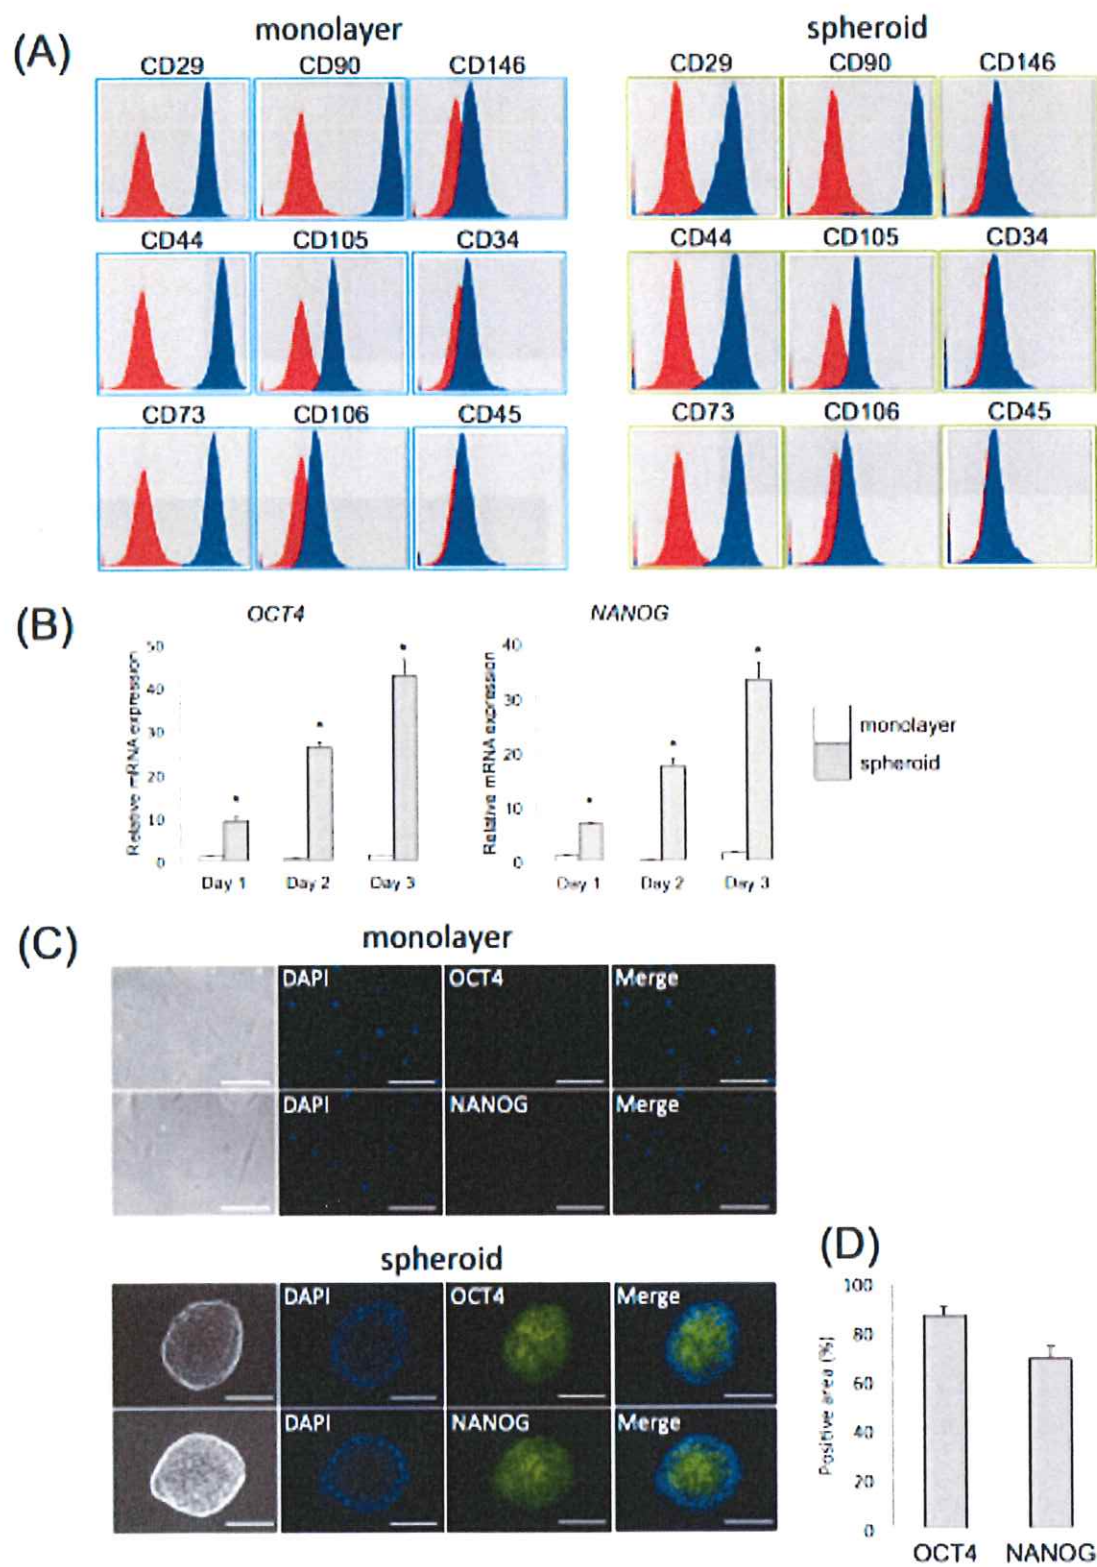 (A)
monolayer
spheroid
CD29 CD90 CD146
CD29 CD90 CD146
CD44 CD105 CD34
CD44 CD105 CD34
CD73 CD106 CD45
CD73 CD106 CD45
(B)
OCT4
NANOG
Relative mRNA expression
50
40
30
20
10
0
* * *
Day 1 Day 2 Day 3
Relative mRNA expression
40
30
20
10
0
* * *
Day 1 Day 2 Day 3
monolayer
spheroid
(C)
monolayer
DAPI OCT4 Merge
DAPI NANOG Merge
spheroid
DAPI OCT4 Merge
DAPI NANOG Merge
(D)
Positive area (%)
100
80
60
40
20
0
OCT4 NANOG